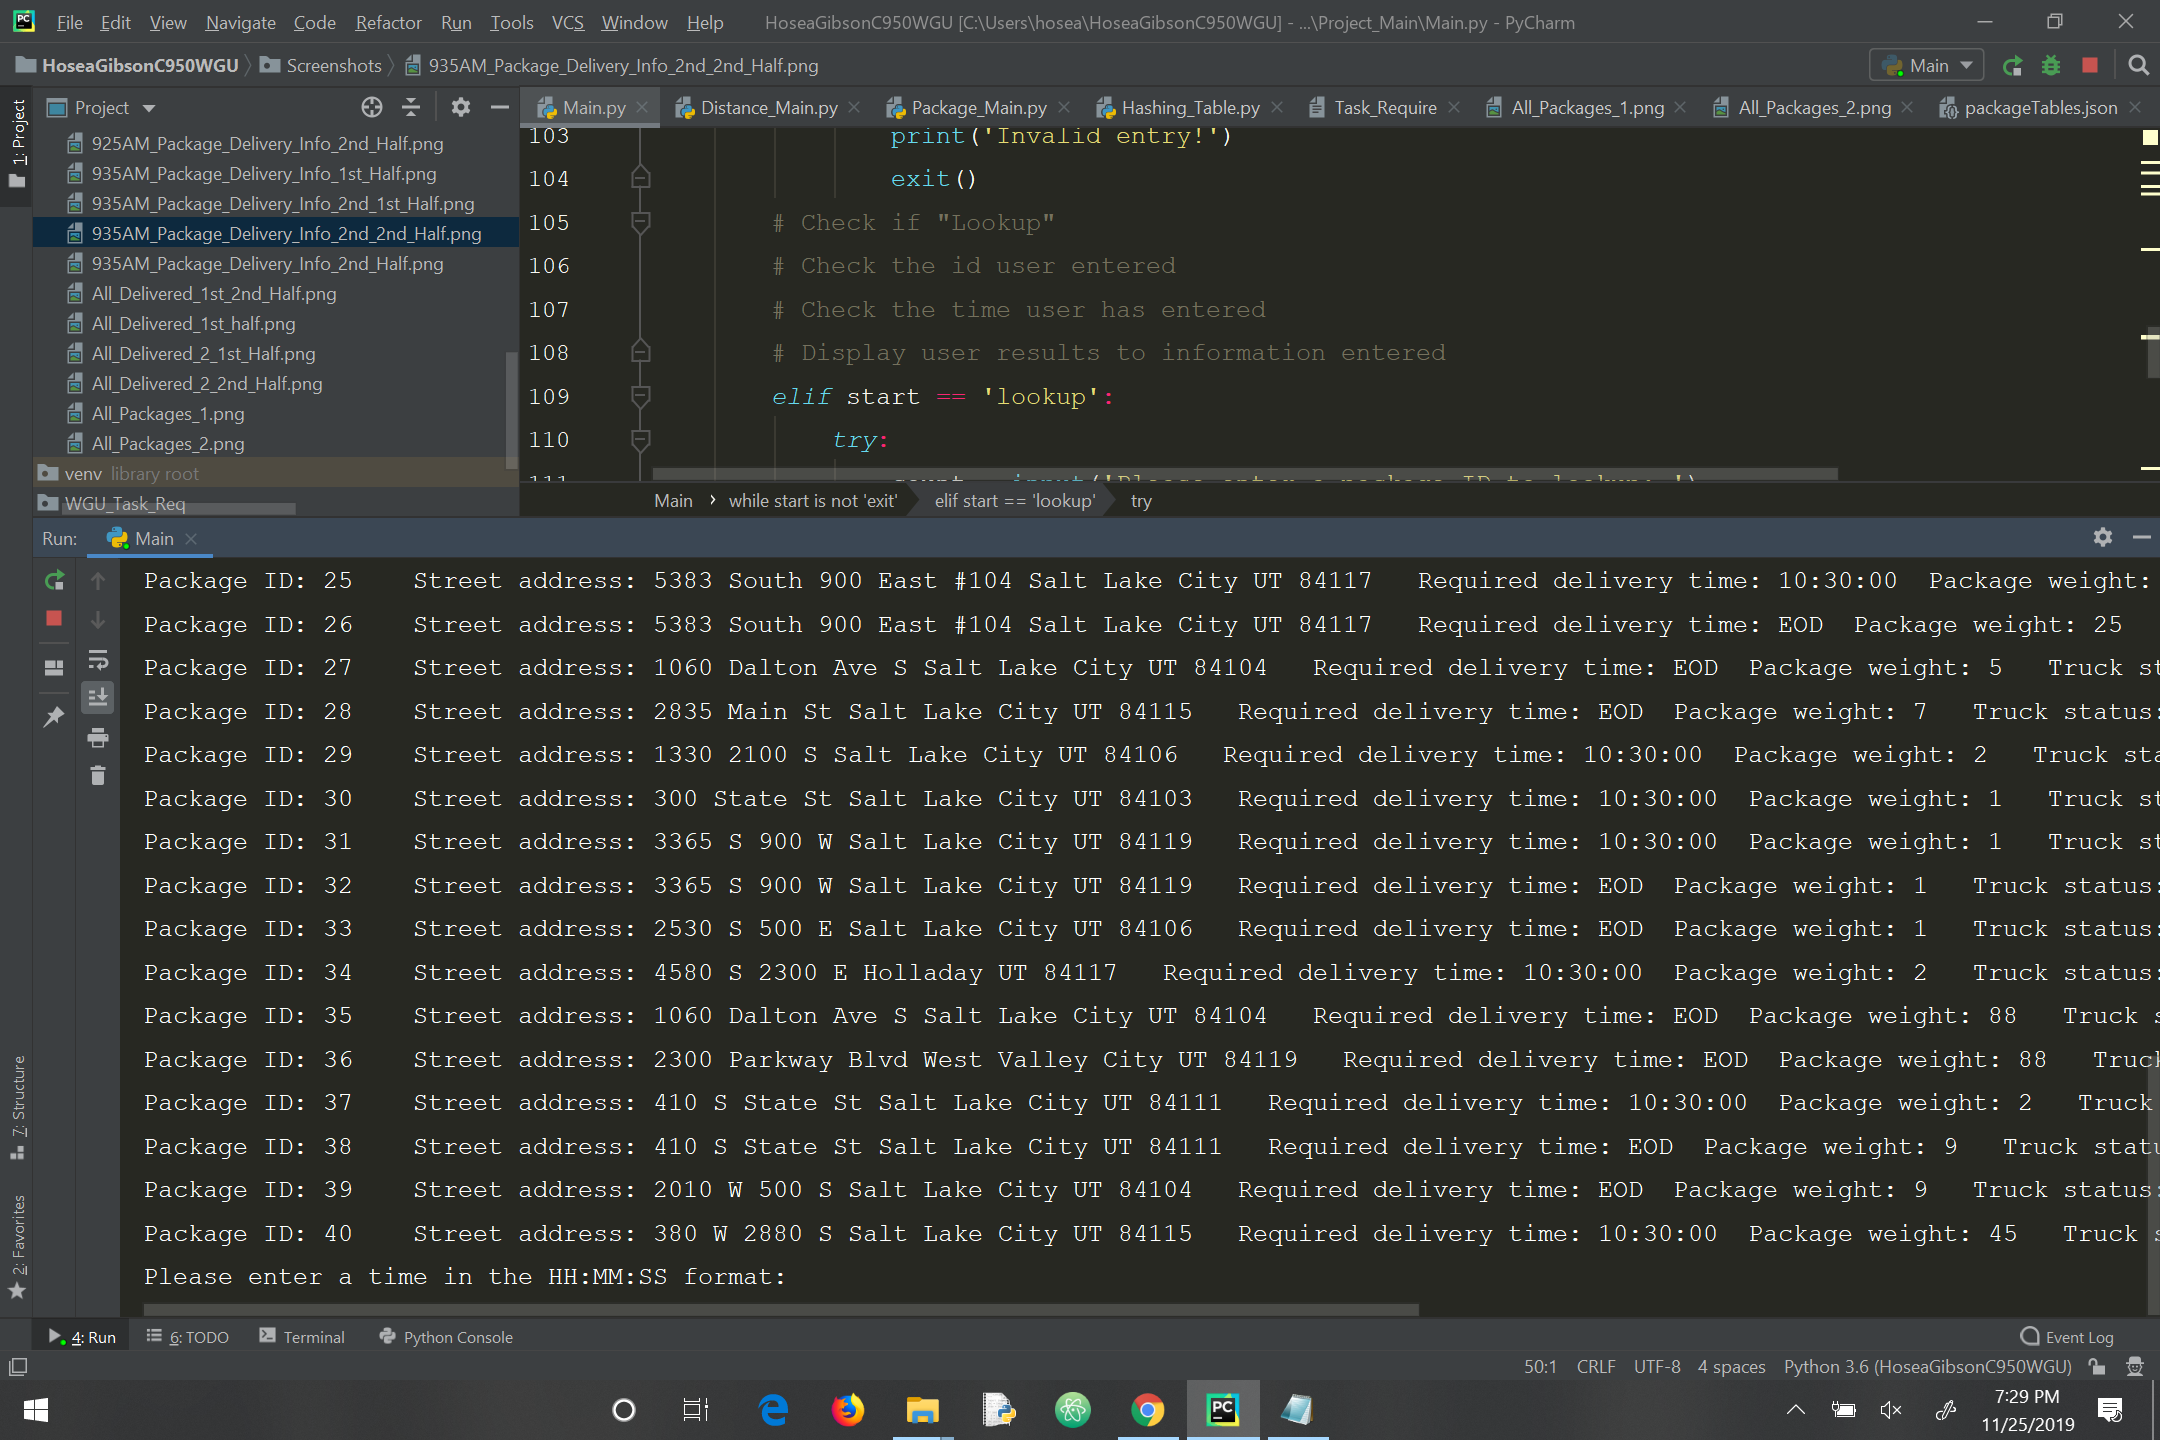 File Edit View Navigate Code Refactor Run Tools VCS Window Help HoseaGibsonC950WGU [C:\Users\hosea\HoseaGibsonC950WGU] - ...\Project_Main\Main.py - PyCharm
HoseaGibsonC950WGU Screenshots 935AM_Package_Delivery_Info_2nd_2nd_Half.png Main
1: Project
Project
925AM_Package_Delivery_Info_2nd_Half.png
935AM_Package_Delivery_Info_1st_Half.png
935AM_Package_Delivery_Info_2nd_1st_Half.png
935AM_Package_Delivery_Info_2nd_2nd_Half.png
935AM_Package_Delivery_Info_2nd_Half.png
All_Delivered_1st_2nd_Half.png
All_Delivered_1st_half.png
All_Delivered_2_1st_Half.png
All_Delivered_2_2nd_Half.png
All_Packages_1.png
All_Packages_2.png
venv library root
WGU_Task_Req
Main.py Distance_Main.py Package_Main.py Hashing_Table.py Task_Require All_Packages_1.png All_Packages_2.png packageTables.json
103 print('Invalid entry!')
104 exit()
105 # Check if "Lookup"
106 # Check the id user entered
107 # Check the time user has entered
108 # Display user results to information entered
109 elif start == 'lookup':
110 try:
111 count = input('Please enter a package ID to lookup: ')
Main while start is not 'exit' elif start == 'lookup' try
Run: Main
Package ID: 25 Street address: 5383 South 900 East #104 Salt Lake City UT 84117 Required delivery time: 10:30:00 Package weight:
Package ID: 26 Street address: 5383 South 900 East #104 Salt Lake City UT 84117 Required delivery time: EOD Package weight: 25
Package ID: 27 Street address: 1060 Dalton Ave S Salt Lake City UT 84104 Required delivery time: EOD Package weight: 5 Truck st
Package ID: 28 Street address: 2835 Main St Salt Lake City UT 84115 Required delivery time: EOD Package weight: 7 Truck status:
Package ID: 29 Street address: 1330 2100 S Salt Lake City UT 84106 Required delivery time: 10:30:00 Package weight: 2 Truck sta
Package ID: 30 Street address: 300 State St Salt Lake City UT 84103 Required delivery time: 10:30:00 Package weight: 1 Truck st
Package ID: 31 Street address: 3365 S 900 W Salt Lake City UT 84119 Required delivery time: 10:30:00 Package weight: 1 Truck st
Package ID: 32 Street address: 3365 S 900 W Salt Lake City UT 84119 Required delivery time: EOD Package weight: 1 Truck status:
Package ID: 33 Street address: 2530 S 500 E Salt Lake City UT 84106 Required delivery time: EOD Package weight: 1 Truck status:
Package ID: 34 Street address: 4580 S 2300 E Holladay UT 84117 Required delivery time: 10:30:00 Package weight: 2 Truck status:
Package ID: 35 Street address: 1060 Dalton Ave S Salt Lake City UT 84104 Required delivery time: EOD Package weight: 88 Truck s
Package ID: 36 Street address: 2300 Parkway Blvd West Valley City UT 84119 Required delivery time: EOD Package weight: 88 Truck
Package ID: 37 Street address: 410 S State St Salt Lake City UT 84111 Required delivery time: 10:30:00 Package weight: 2 Truck
Package ID: 38 Street address: 410 S State St Salt Lake City UT 84111 Required delivery time: EOD Package weight: 9 Truck statu
Package ID: 39 Street address: 2010 W 500 S Salt Lake City UT 84104 Required delivery time: EOD Package weight: 9 Truck status:
Package ID: 40 Street address: 380 W 2880 S Salt Lake City UT 84115 Required delivery time: 10:30:00 Package weight: 45 Truck s
Please enter a time in the HH:MM:SS format:
7: Structure
2: Favorites
4: Run 6: TODO Terminal Python Console Event Log
50:1 CRLF UTF-8 4 spaces Python 3.6 (HoseaGibsonC950WGU)
7:29 PM
11/25/2019